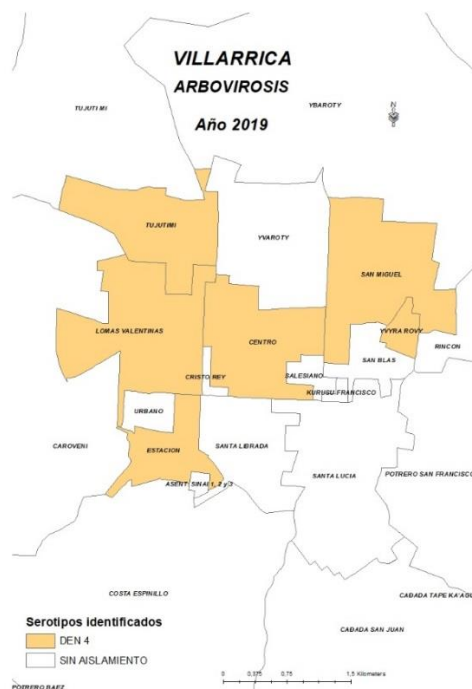 VILLARRICA
ARBOVIROSIS
Año 2019
TUJUTI MI
YBAROTY
N
TUJUTIMI
YVAROTY
SAN MIGUEL
LOMAS VALENTINAS
CENTRO
YVYRA ROVY
RINCON
SAN BLAS
CRISTO REY
SALESIANO
KURUSU FRANCISCO
URBANO
CAROVENI
ESTACION
SANTA LIBRADA
SANTA LUCIA
POTRERO SAN FRANCISCO
ASENT. SINAI 1, 2 y 3
COSTA ESPINILLO
CABADA TAPE KA'AGU
CABADA SAN JUAN
Serotipos identificados
DEN 4
SIN AISLAMIENTO
POTRERO BAEZ
0 0,375 0,75 1,5 Kilometers